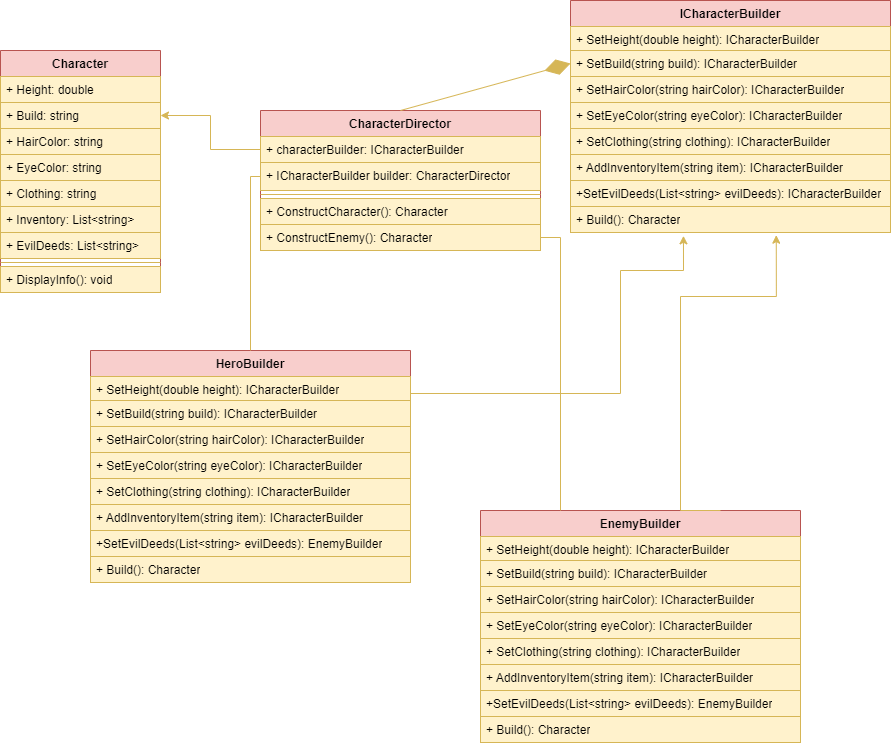 ICharacterBuilder
+ SetHeight(double height): ICharacterBuilder
+ SetBuild(string build): ICharacterBuilder
+ SetHairColor(string hairColor): ICharacterBuilder
+ SetEyeColor(string eyeColor): ICharacterBuilder
+ SetClothing(string clothing): ICharacterBuilder
+ AddInventoryItem(string item): ICharacterBuilder
+SetEvilDeeds(List<string> evilDeeds): ICharacterBuilder
+ Build(): Character
Character
+ Height: double
+ Build: string
+ HairColor: string
+ EyeColor: string
+ Clothing: string
+ Inventory: List<string>
+ EvilDeeds: List<string>
+ DisplayInfo(): void
CharacterDirector
+ characterBuilder: ICharacterBuilder
+ ICharacterBuilder builder: CharacterDirector
+ ConstructCharacter(): Character
+ ConstructEnemy(): Character
HeroBuilder
+ SetHeight(double height): ICharacterBuilder
+ SetBuild(string build): ICharacterBuilder
+ SetHairColor(string hairColor): ICharacterBuilder
+ SetEyeColor(string eyeColor): ICharacterBuilder
+ SetClothing(string clothing): ICharacterBuilder
+ AddInventoryItem(string item): ICharacterBuilder
+SetEvilDeeds(List<string> evilDeeds): EnemyBuilder
+ Build(): Character
EnemyBuilder
+ SetHeight(double height): ICharacterBuilder
+ SetBuild(string build): ICharacterBuilder
+ SetHairColor(string hairColor): ICharacterBuilder
+ SetEyeColor(string eyeColor): ICharacterBuilder
+ SetClothing(string clothing): ICharacterBuilder
+ AddInventoryItem(string item): ICharacterBuilder
+SetEvilDeeds(List<string> evilDeeds): EnemyBuilder
+ Build(): Character